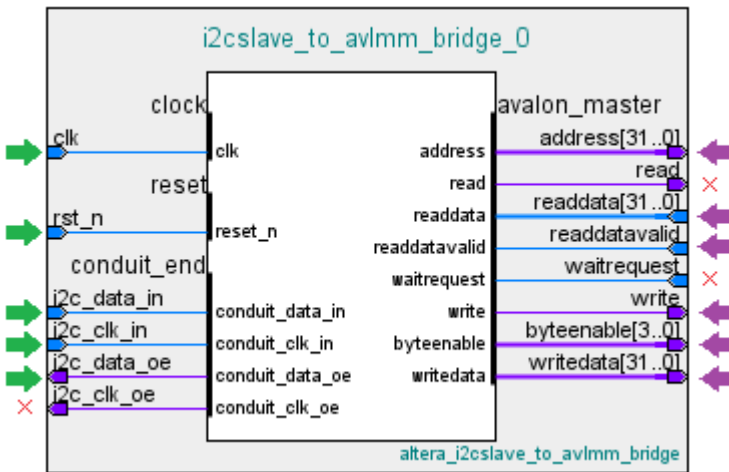 i2cslave_to_avlmm_bridge_0
clock
avalon_master
clk
clk
address
address[31..0]
read
read
reset
readdata
readdata[31..0]
rst_n
reset_n
readdatavalid
readdatavalid
conduit_end
waitrequest
waitrequest
i2c_data_in
conduit_data_in
write
write
i2c_clk_in
conduit_clk_in
byteenable
byteenable[3..0]
i2c_data_oe
conduit_data_oe
writedata
writedata[31..0]
i2c_clk_oe
conduit_clk_oe
altera_i2cslave_to_avlmm_bridge